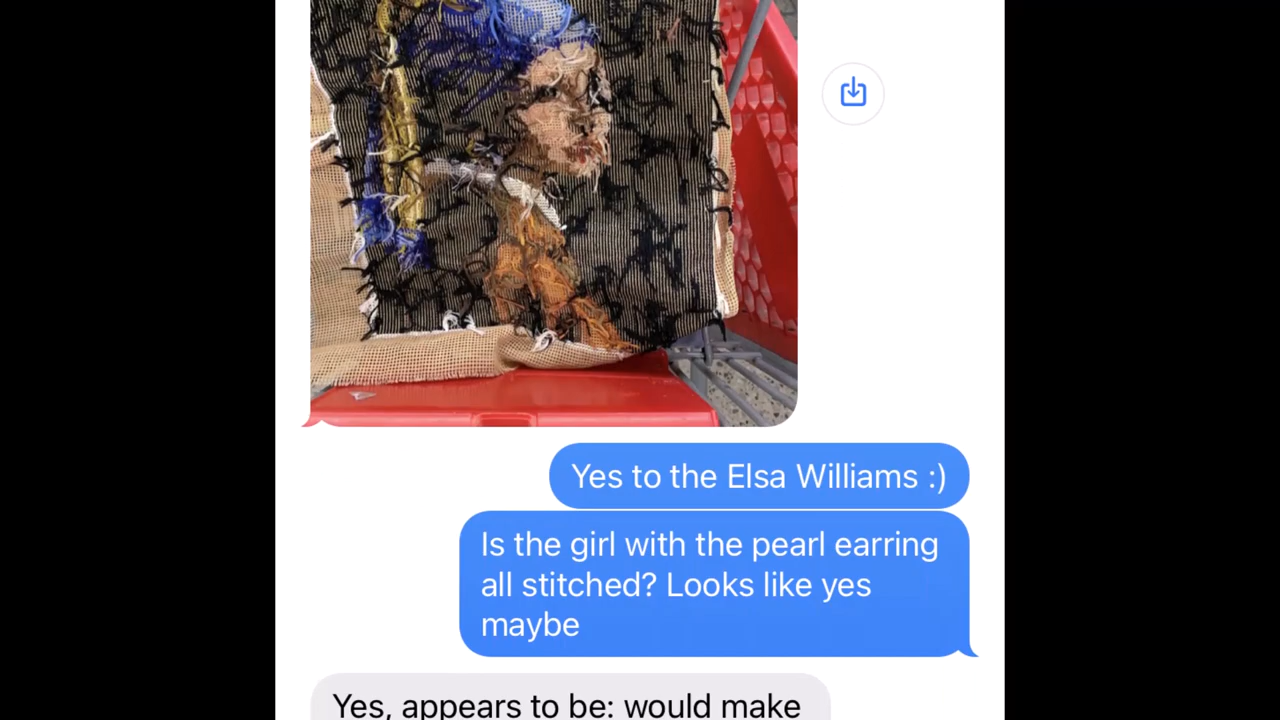 Yes to the Elsa Williams :)
Is the girl with the pearl earring
all stitched? Looks like yes
maybe
Yes, appears to be: would make